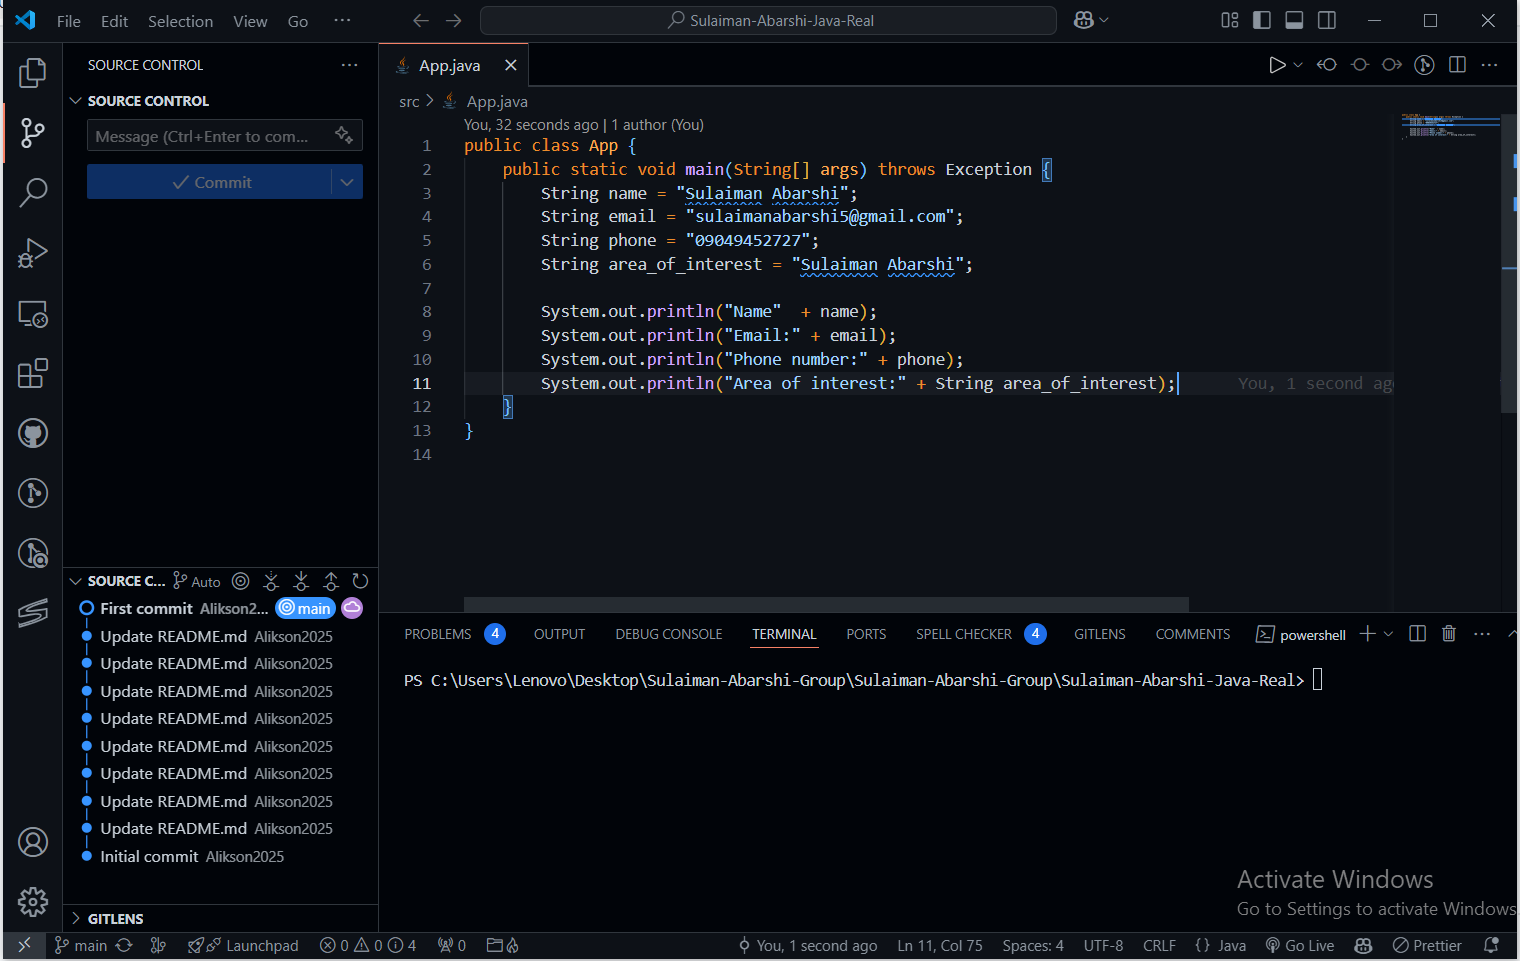 File Edit Selection View Go ···
Sulaiman-Abarshi-Java-Real
SOURCE CONTROL
SOURCE CONTROL
Message (Ctrl+Enter to com...
Commit
App.java
src > App.java
You, 32 seconds ago | 1 author (You)
1 public class App {
2 public static void main(String[] args) throws Exception {
3 String name = "Sulaiman Abarshi";
4 String email = "sulaimanabarshi5@gmail.com";
5 String phone = "09049452727";
6 String area_of_interest = "Sulaiman Abarshi";
7
8 System.out.println("Name"  + name);
9 System.out.println("Email:" + email);
10 System.out.println("Phone number:" + phone);
11 System.out.println("Area of interest:" + String area_of_interest); You, 1 second ago
12 }
13 }
14
SOURCE C... Auto
First commit Alikson2... main
Update README.md Alikson2025
Update README.md Alikson2025
Update README.md Alikson2025
Update README.md Alikson2025
Update README.md Alikson2025
Update README.md Alikson2025
Update README.md Alikson2025
Update README.md Alikson2025
Initial commit Alikson2025
GITLENS
PROBLEMS 4 OUTPUT DEBUG CONSOLE TERMINAL PORTS SPELL CHECKER 4 GITLENS COMMENTS powershell
PS C:\Users\Lenovo\Desktop\Sulaiman-Abarshi-Group\Sulaiman-Abarshi-Group\Sulaiman-Abarshi-Java-Real>
Activate Windows
Go to Settings to activate Windows
main Launchpad 0 0 4 0 You, 1 second ago Ln 11, Col 75 Spaces: 4 UTF-8 CRLF {} Java Go Live Prettier